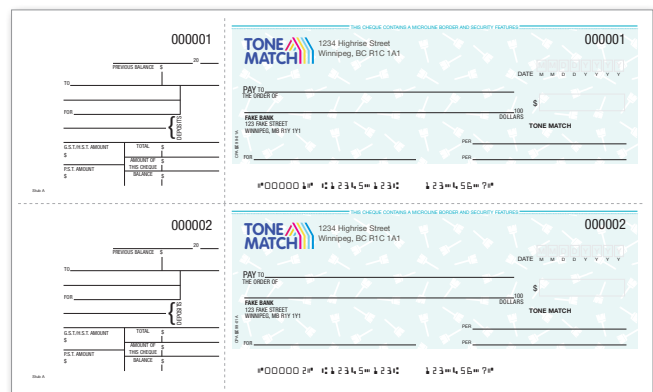 000001
20
PREVIOUS BALANCE $
TO
FOR
DEPOSITS
G.S.T./H.S.T. AMOUNT
$
P.S.T. AMOUNT
$
TOTAL $
AMOUNT OF
THIS CHEQUE $
BALANCE $
Stub A
THIS CHEQUE CONTAINS A MICROLINE BORDER AND SECURITY FEATURES
TONE
MATCH
1234 Highrise Street
Winnipeg, BC R1C 1A1
000001
DATE M M D D Y Y Y Y
PAY TO
THE ORDER OF
$
100
DOLLARS
FAKE BANK
123 FAKE STREET
WINNIPEG, MB R1Y 1Y1
TONE MATCH
PER
FOR
PER
⑈000001⑈ ⑆12345⑉123⑆ 123⑉456⑉7⑈
000002
20
PREVIOUS BALANCE $
TO
FOR
DEPOSITS
G.S.T./H.S.T. AMOUNT
$
P.S.T. AMOUNT
$
TOTAL $
AMOUNT OF
THIS CHEQUE $
BALANCE $
Stub A
THIS CHEQUE CONTAINS A MICROLINE BORDER AND SECURITY FEATURES
TONE
MATCH
1234 Highrise Street
Winnipeg, BC R1C 1A1
000002
DATE M M D D Y Y Y Y
PAY TO
THE ORDER OF
$
100
DOLLARS
FAKE BANK
123 FAKE STREET
WINNIPEG, MB R1Y 1Y1
TONE MATCH
PER
FOR
PER
⑈000002⑈ ⑆12345⑉123⑆ 123⑉456⑉7⑈